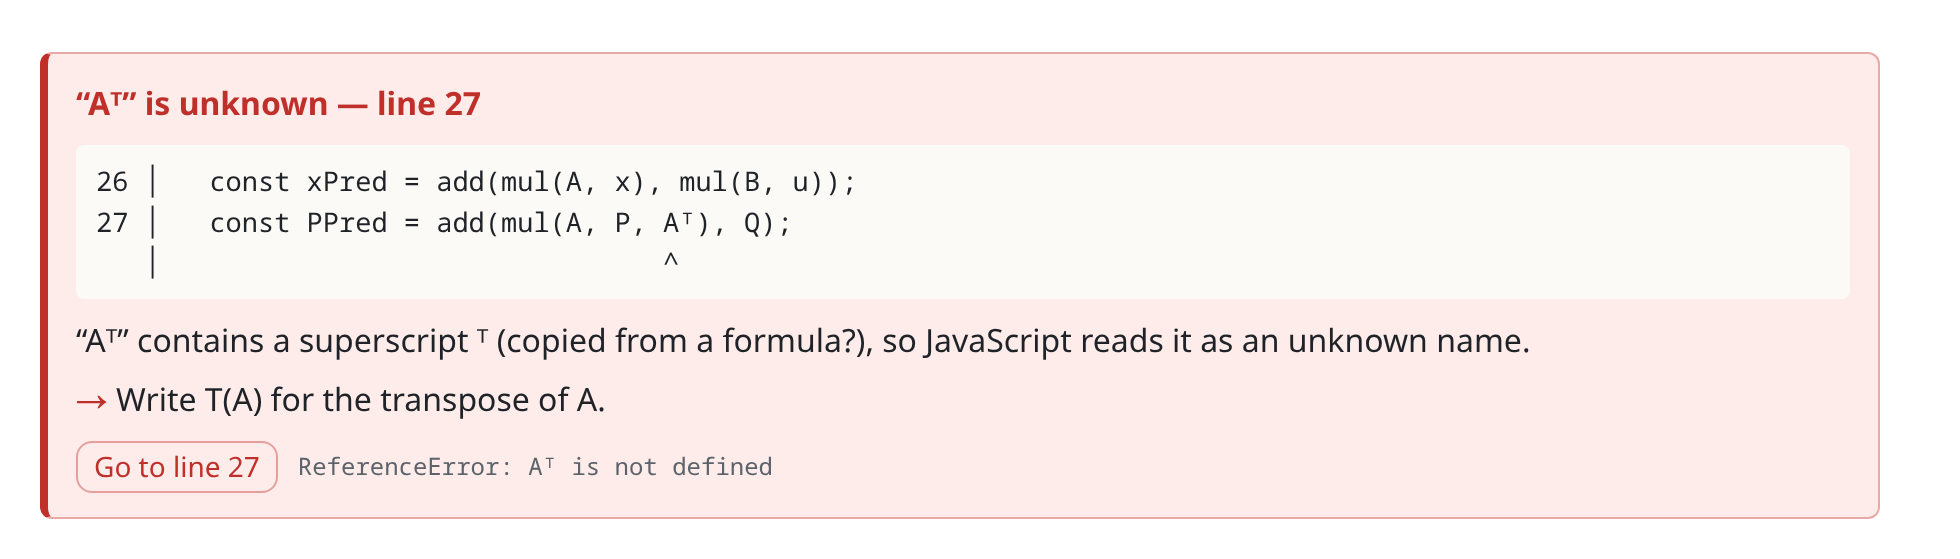 “Aᵀ” is unknown — line 27
26 │   const xPred = add(mul(A, x), mul(B, u));
27 │   const PPred = add(mul(A, P, Aᵀ), Q);
   │                               ^
“Aᵀ” contains a superscript ᵀ (copied from a formula?), so JavaScript reads it as an unknown name.
→ Write T(A) for the transpose of A.
Go to line 27 ReferenceError: Aᵀ is not defined